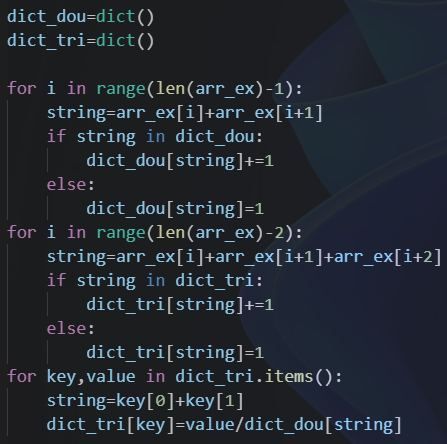 dict_dou=dict()
dict_tri=dict()

for i in range(len(arr_ex)-1):
    string=arr_ex[i]+arr_ex[i+1]
    if string in dict_dou:
        dict_dou[string]+=1
    else:
        dict_dou[string]=1
for i in range(len(arr_ex)-2):
    string=arr_ex[i]+arr_ex[i+1]+arr_ex[i+2]
    if string in dict_tri:
        dict_tri[string]+=1
    else:
        dict_tri[string]=1
for key,value in dict_tri.items():
    string=key[0]+key[1]
    dict_tri[key]=value/dict_dou[string]